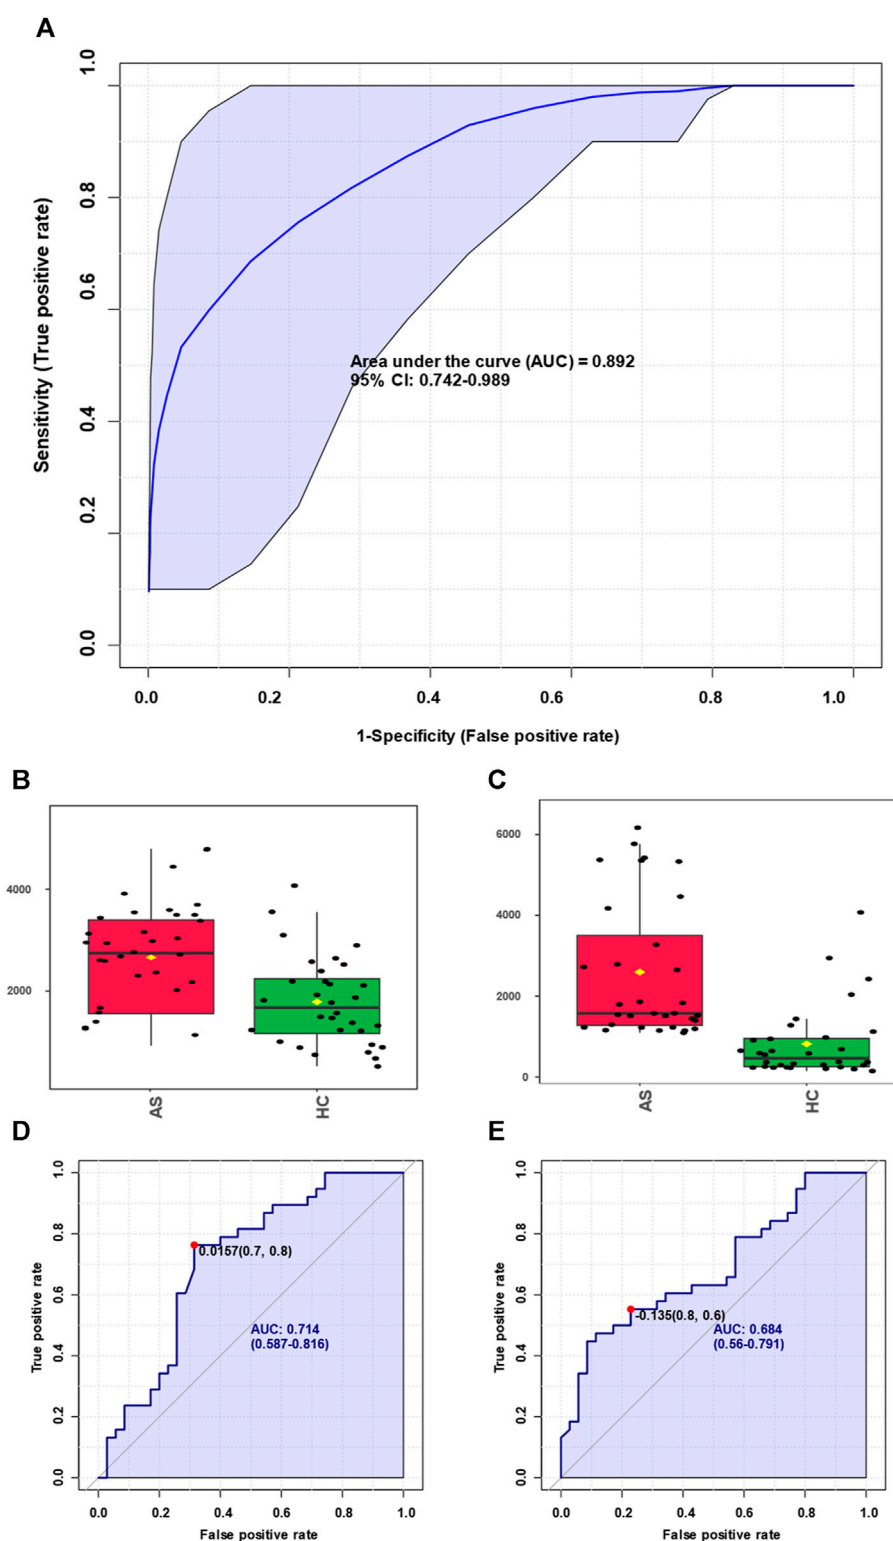 A
Sensitivity (True positive rate)
1.0
0.8
0.6
0.4
0.2
0.0
Area under the curve (AUC) = 0.892
95% CI: 0.742-0.989
0.0 0.2 0.4 0.6 0.8 1.0
1-Specificity (False positive rate)
B
4000
2000
AS HC
C
6000
4000
2000
0
AS HC
D
True positive rate
1.0
0.8
0.6
0.4
0.2
0.0
0.0157(0.7, 0.8)
AUC: 0.714
(0.587-0.816)
0.0 0.2 0.4 0.6 0.8 1.0
False positive rate
E
True positive rate
1.0
0.8
0.6
0.4
0.2
0.0
-0.135(0.8, 0.6)
AUC: 0.684
(0.56-0.791)
0.0 0.2 0.4 0.6 0.8 1.0
False positive rate